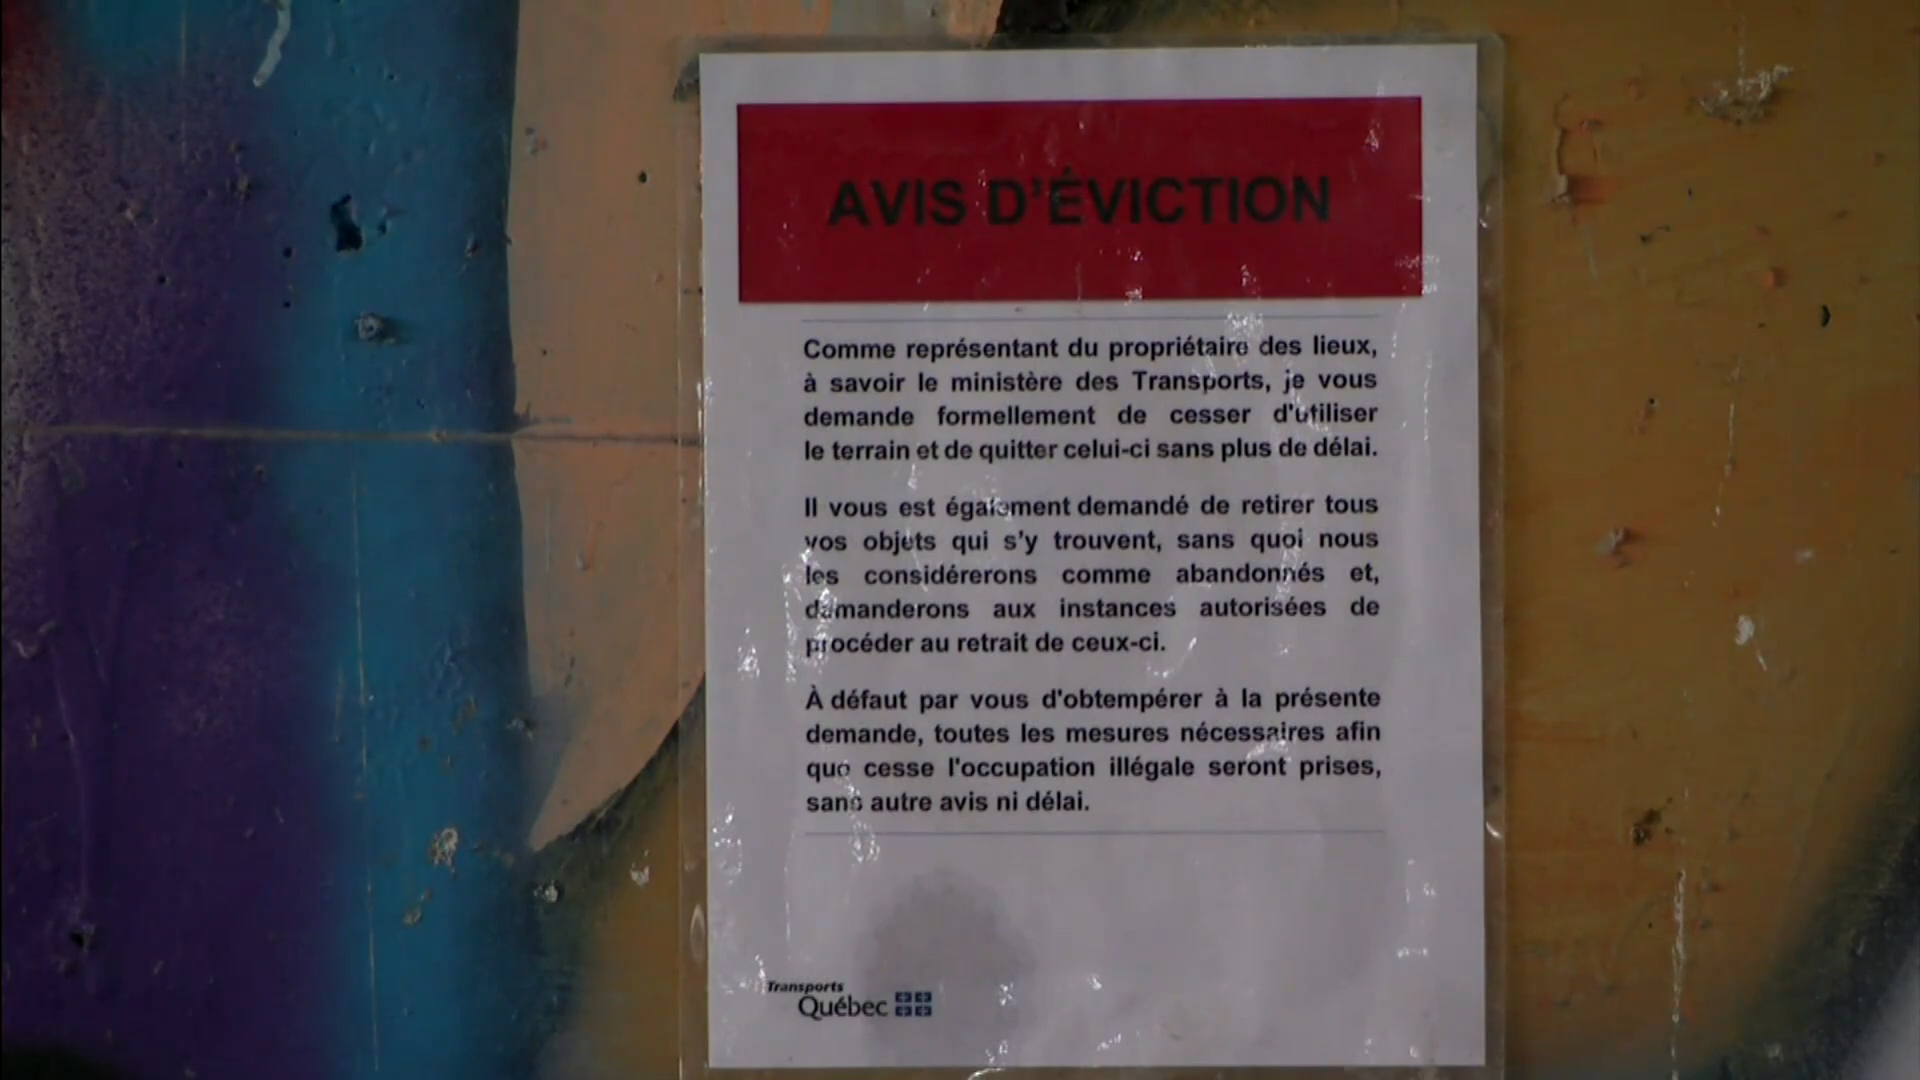 AVIS D'ÉVICTION
Comme représentant du propriétaire des lieux,
à savoir le ministère des Transports, je vous
demande formellement de cesser d'utiliser
le terrain et de quitter celui-ci sans plus de délai.
Il vous est également demandé de retirer tous
vos objets qui s'y trouvent, sans quoi nous
les considérerons comme abandonnés et,
demanderons aux instances autorisées de
procéder au retrait de ceux-ci.
À défaut par vous d'obtempérer à la présente
demande, toutes les mesures nécessaires afin
que cesse l'occupation illégale seront prises,
sans autre avis ni délai.
Transports
Québec